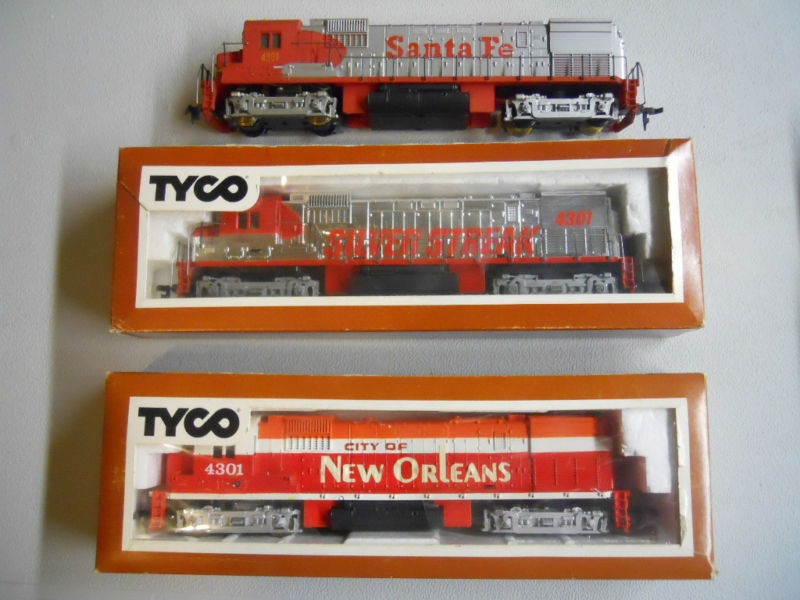 Santa Fe
4301
TYCO
SILVER STREAK
4301
TYCO
CITY OF
4301
NEW ORLEANS